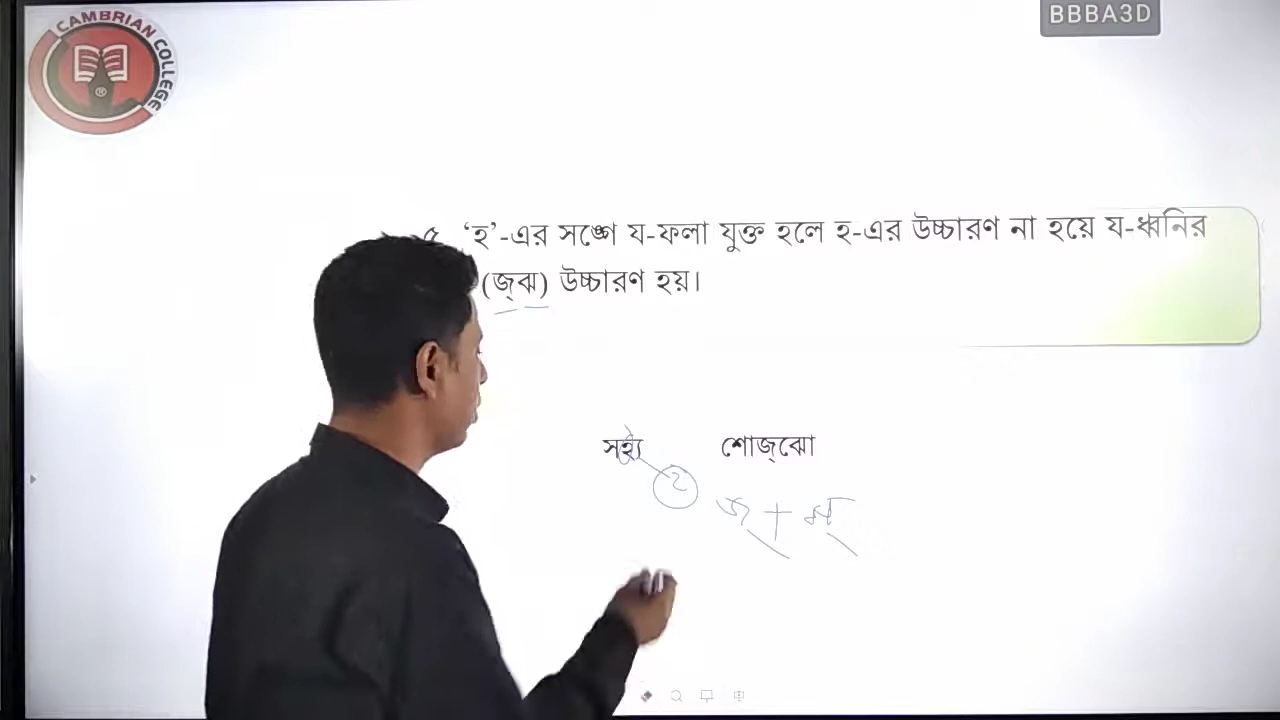 CAMBRIAN COLLEGE
BBBA3D
৫. ‘হ’-এর সঙ্গে য-ফলা যুক্ত হলে হ-এর উচ্চারণ না হয়ে য-ধ্বনির
(জ্‌ঝ) উচ্চারণ হয়।
সহ্য শোজ্‌ঝো